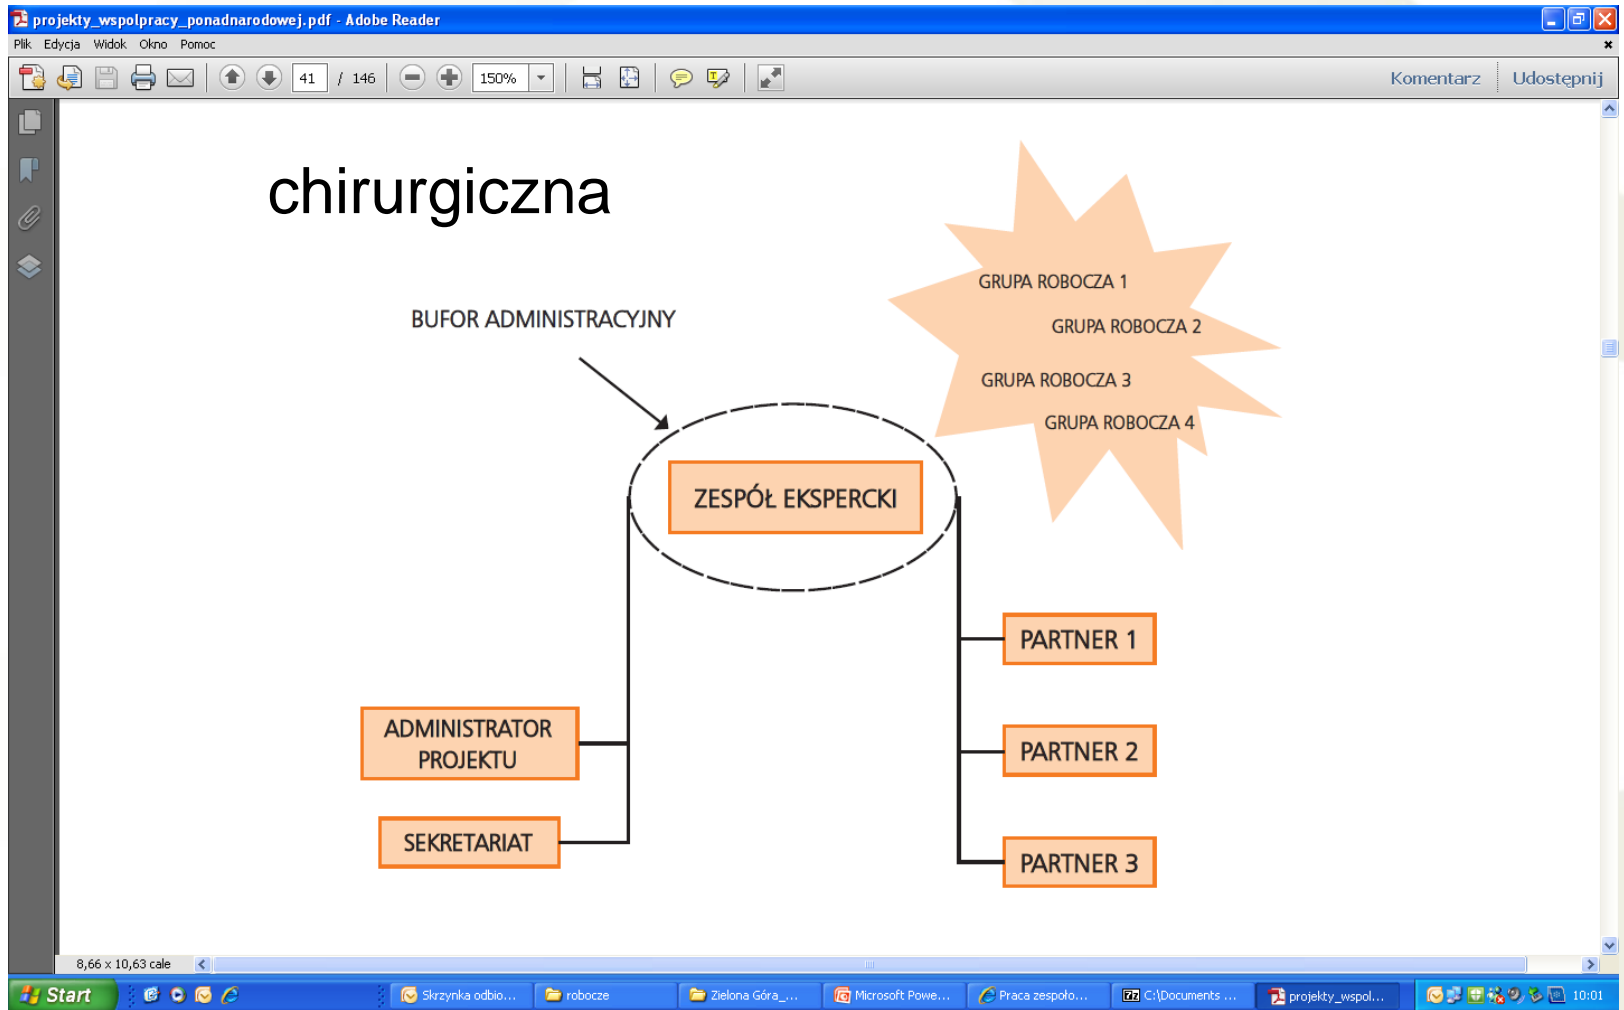 projekty_wspolpracy_ponadnarodowej.pdf - Adobe Reader
Plik Edycja Widok Okno Pomoc
41 / 146 150% Komentarz Udostępnij
chirurgiczna
BUFOR ADMINISTRACYJNY
GRUPA ROBOCZA 1
GRUPA ROBOCZA 2
GRUPA ROBOCZA 3
GRUPA ROBOCZA 4
ZESPÓŁ EKSPERCKI
ADMINISTRATOR
PROJEKTU
SEKRETARIAT
PARTNER 1
PARTNER 2
PARTNER 3
8,66 x 10,63 cale
Start Skrzynka odbio... robocze Zielona Góra_... Microsoft Powe... Praca zespoło... C:\Documents ... projekty_wspol... 10:01